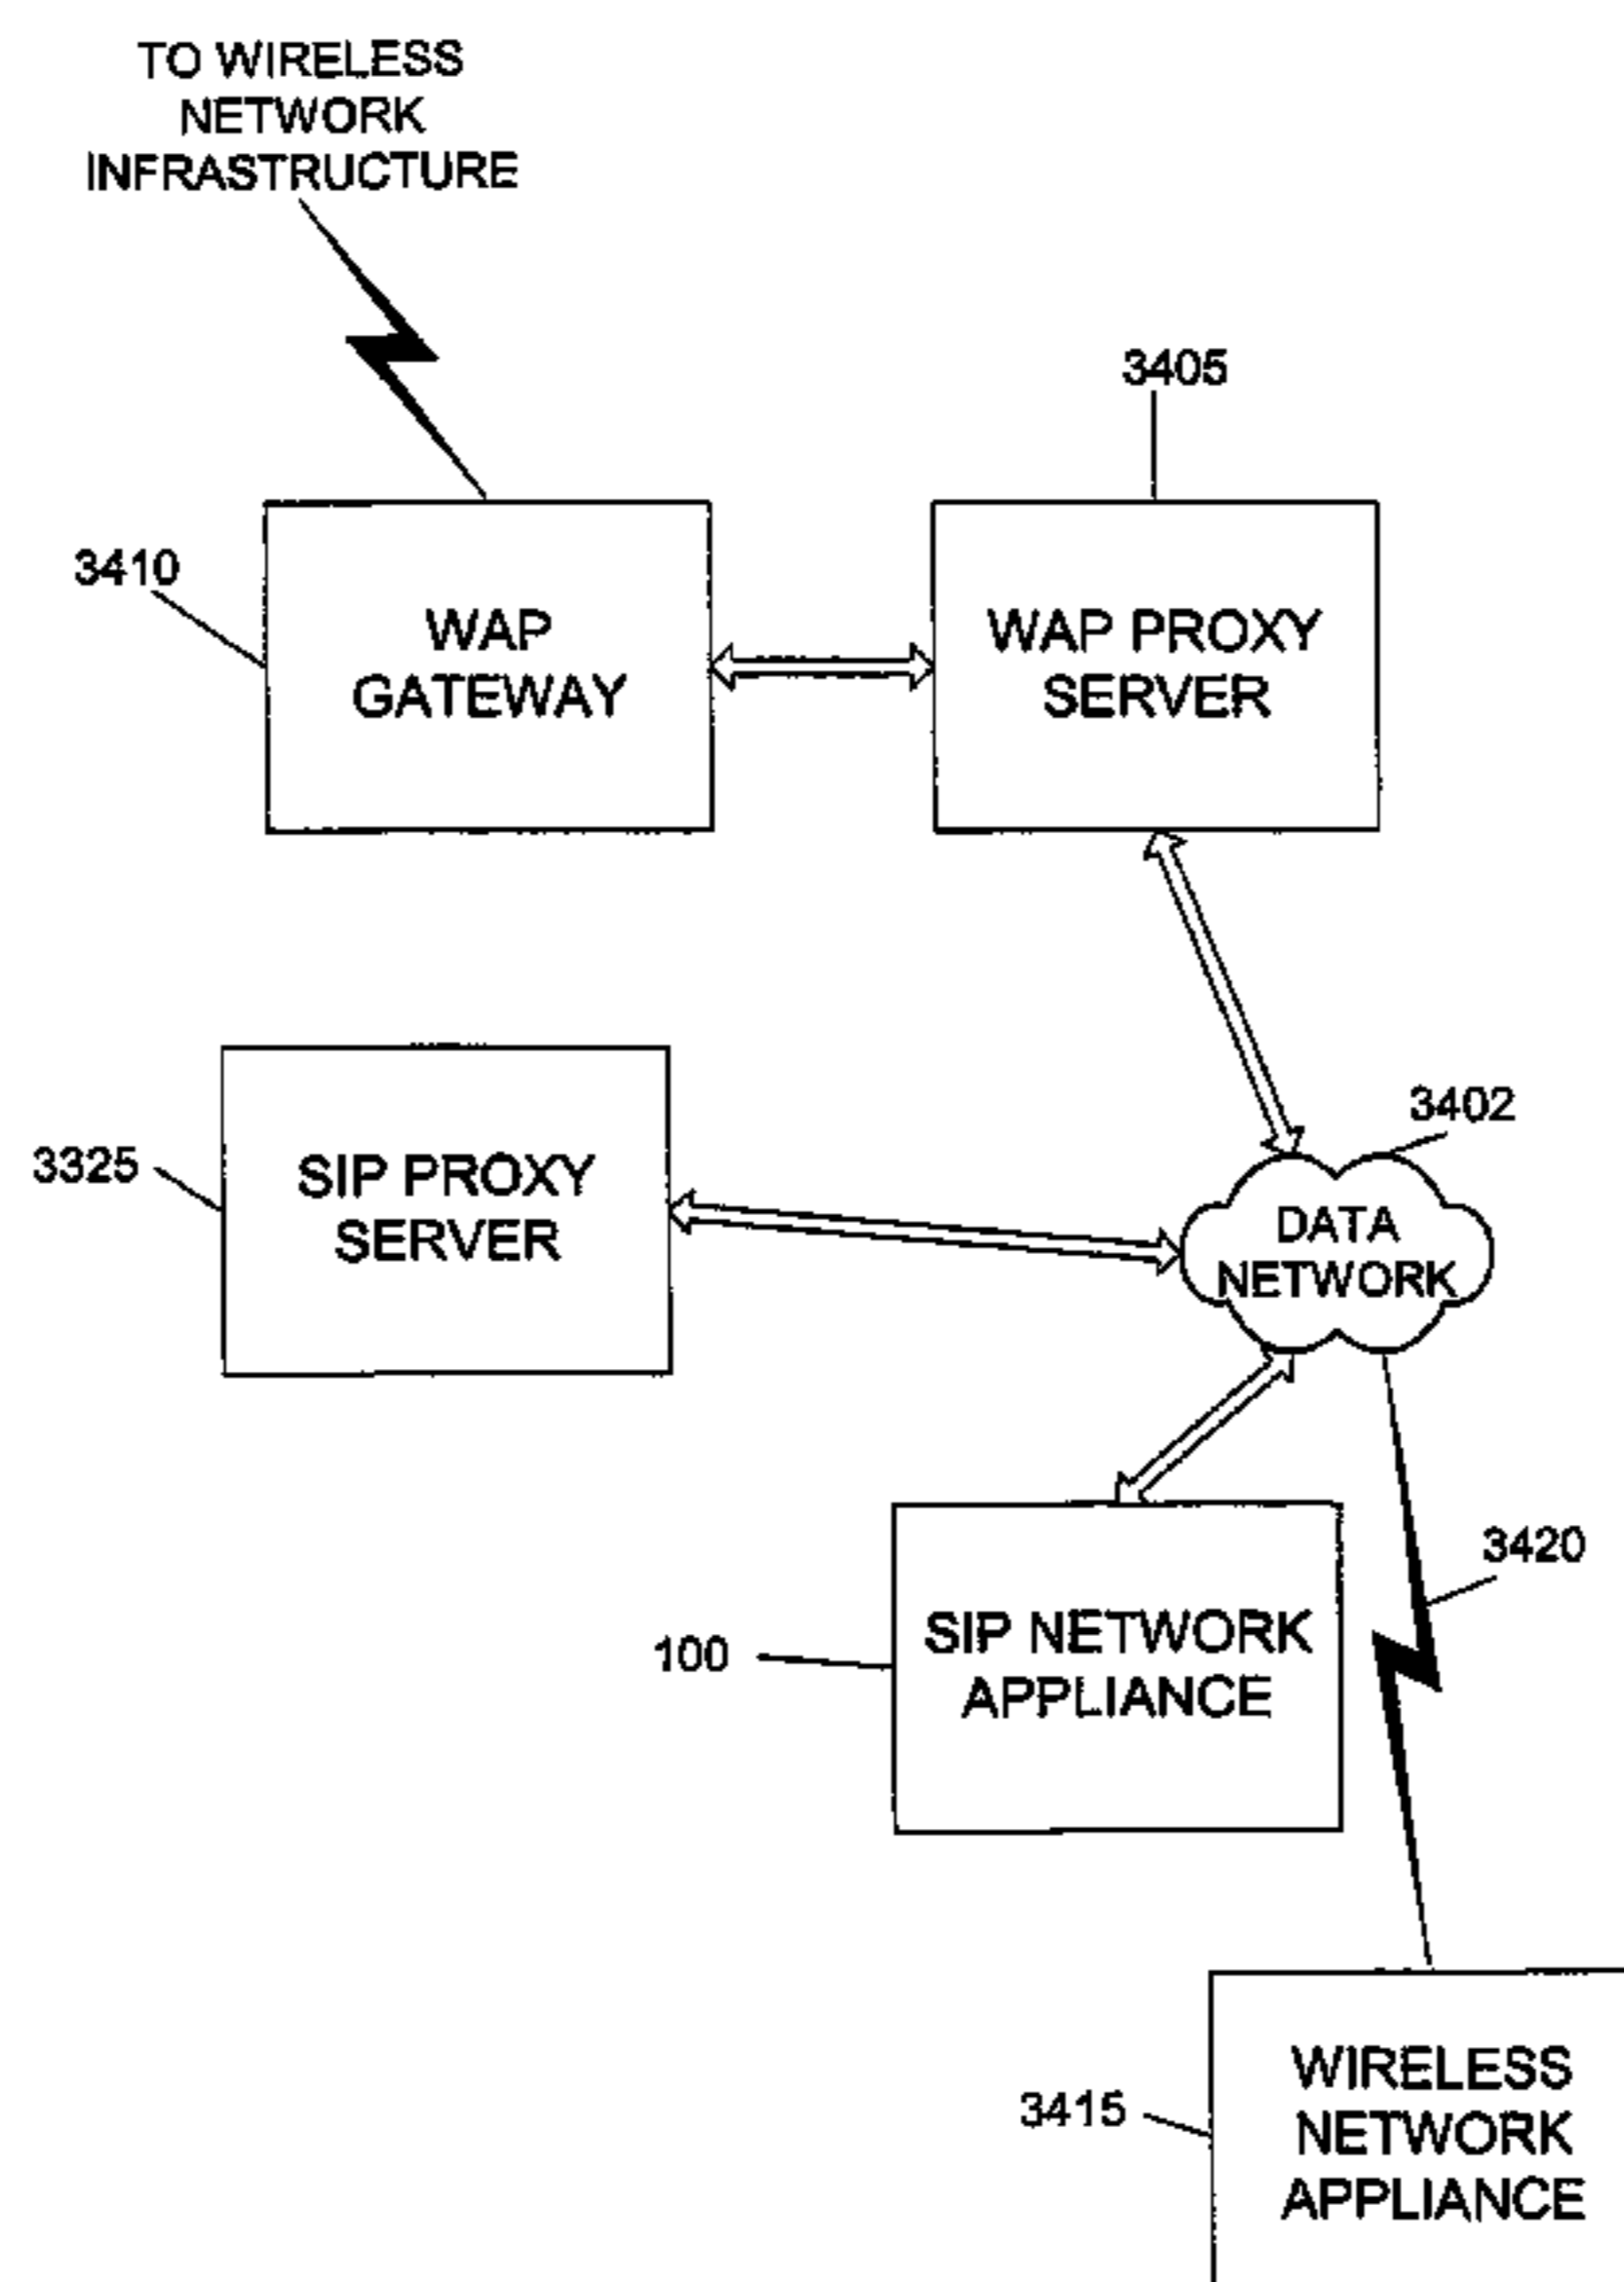 TO WIRELESS
NETWORK
INFRASTRUCTURE
3405
3410
WAP
GATEWAY
WAP PROXY
SERVER
3402
3325
SIP PROXY
SERVER
DATA
NETWORK
3420
100
SIP NETWORK
APPLIANCE
3415
WIRELESS
NETWORK
APPLIANCE